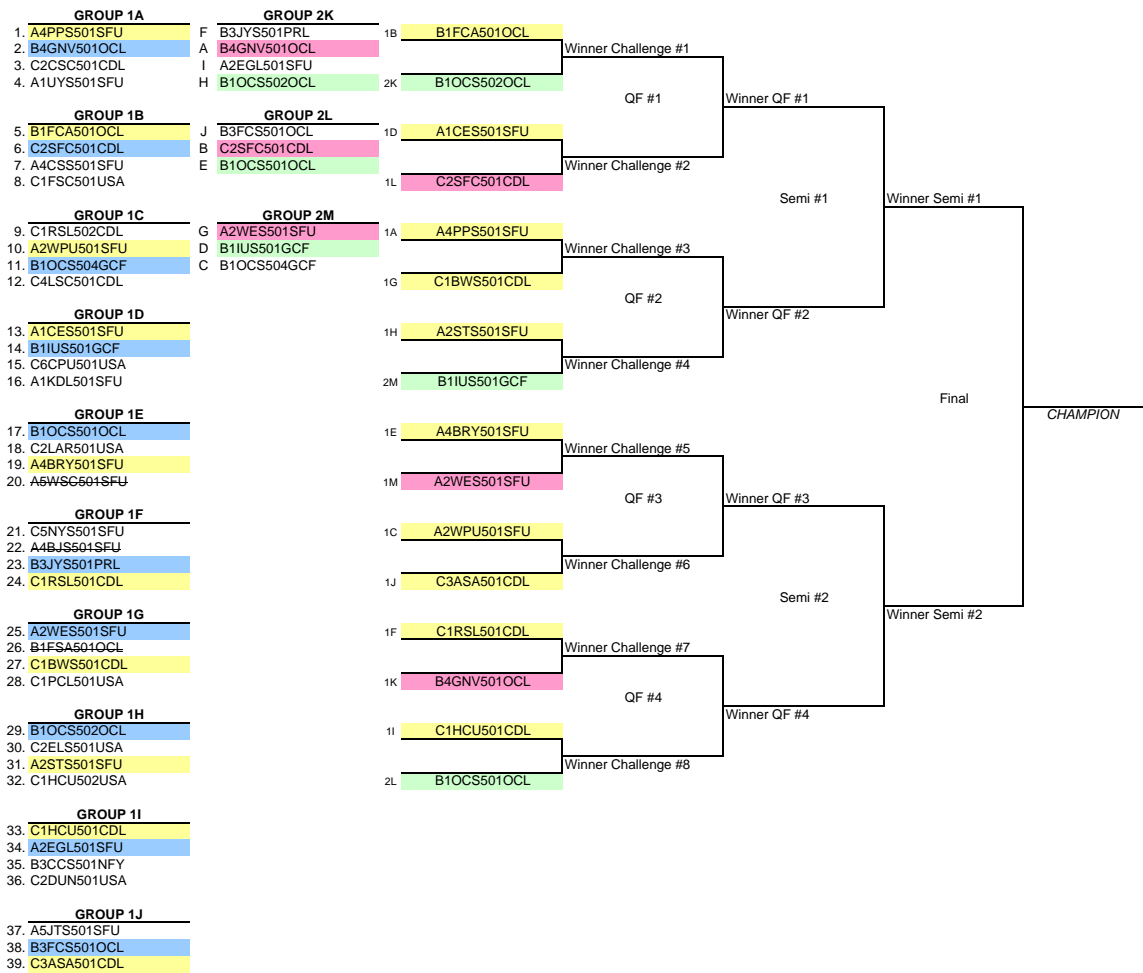 GROUP 1A
1. A4PPS501SFU
2. B4GNV501OCL
3. C2CSC501CDL
4. A1UYS501SFU
GROUP 1B
5. B1FCA501OCL
6. C2SFC501CDL
7. A4CSS501SFU
8. C1FSC501USA
GROUP 1C
9. C1RSL502CDL
10. A2WPU501SFU
11. B1OCS504GCF
12. C4LSC501CDL
GROUP 1D
13. A1CES501SFU
14. B1IUS501GCF
15. C6CPU501USA
16. A1KDL501SFU
GROUP 1E
17. B1OCS501OCL
18. C2LAR501USA
19. A4BRY501SFU
20. A5WSC501SFU
GROUP 1F
21. C5NYS501SFU
22. A4BJS501SFU
23. B3JYS501PRL
24. C1RSL501CDL
GROUP 1G
25. A2WES501SFU
26. B1FSA501OCL
27. C1BWS501CDL
28. C1PCL501USA
GROUP 1H
29. B1OCS502OCL
30. C2ELS501USA
31. A2STS501SFU
32. C1HCU502USA
GROUP 1I
33. C1HCU501CDL
34. A2EGL501SFU
35. B3CCS501NFY
36. C2DUN501USA
GROUP 1J
37. A5JTS501SFU
38. B3FCS501OCL
39. C3ASA501CDL
GROUP 2K
F B3JYS501PRL
A B4GNV501OCL
I A2EGL501SFU
H B1OCS502OCL
GROUP 2L
J B3FCS501OCL
B C2SFC501CDL
E B1OCS501OCL
GROUP 2M
G A2WES501SFU
D B1IUS501GCF
C B1OCS504GCF
1B B1FCA501OCL
Winner Challenge #1
2K B1OCS502OCL
QF #1
Winner QF #1
1D A1CES501SFU
Winner Challenge #2
1L C2SFC501CDL
Semi #1
Winner Semi #1
1A A4PPS501SFU
Winner Challenge #3
1G C1BWS501CDL
QF #2
Winner QF #2
1H A2STS501SFU
Winner Challenge #4
2M B1IUS501GCF
Final
CHAMPION
1E A4BRY501SFU
Winner Challenge #5
1M A2WES501SFU
QF #3
Winner QF #3
1C A2WPU501SFU
Winner Challenge #6
1J C3ASA501CDL
Semi #2
Winner Semi #2
1F C1RSL501CDL
Winner Challenge #7
1K B4GNV501OCL
QF #4
Winner QF #4
1I C1HCU501CDL
Winner Challenge #8
2L B1OCS501OCL